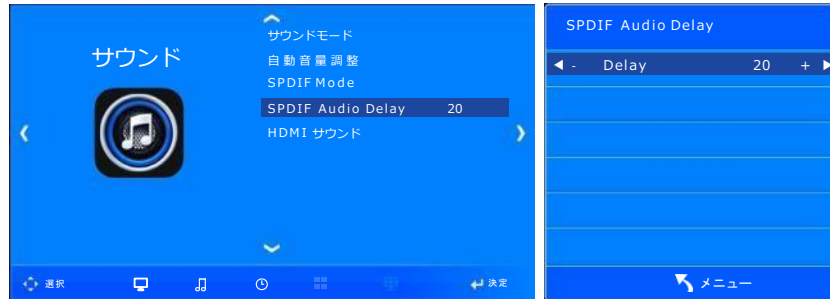 サウンド
サウンドモード
自動音量調整
SPDIF Mode
SPDIF Audio Delay 20
HDMI サウンド
選択
決定
SPDIF Audio Delay
- Delay 20 +
メニュー